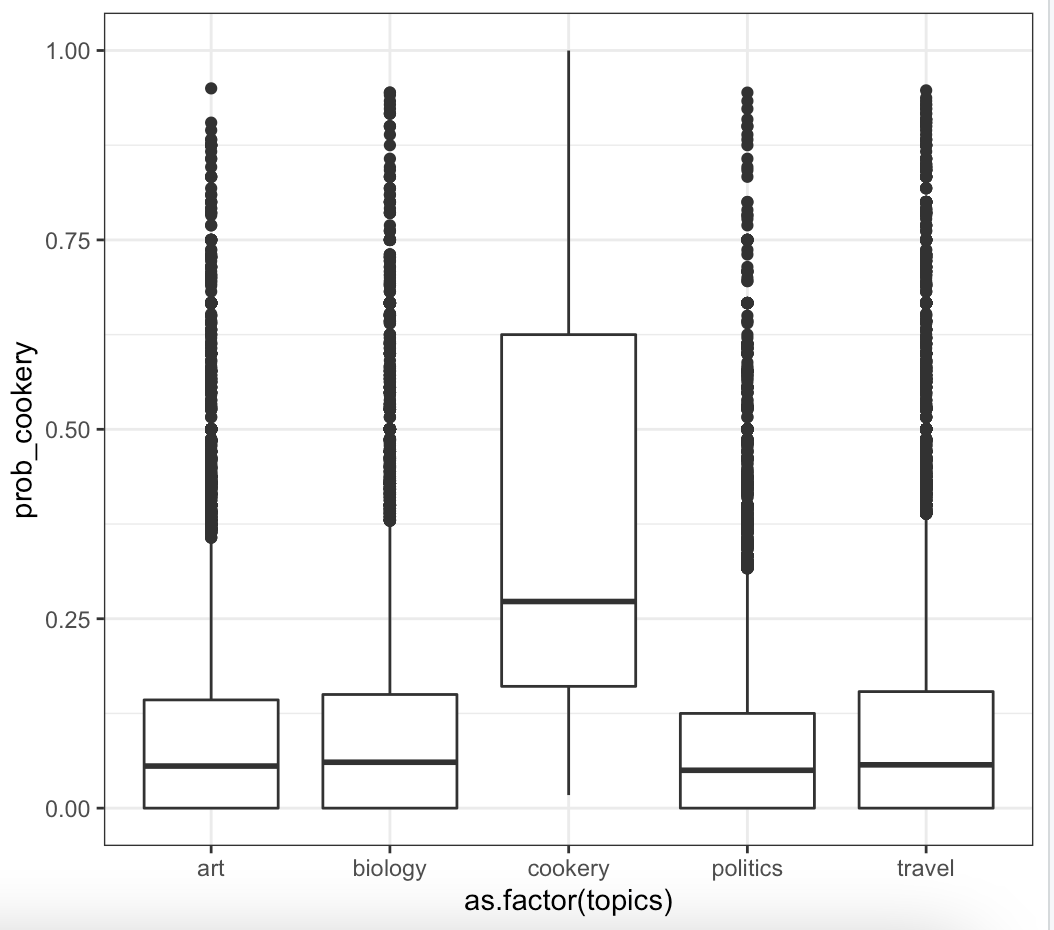 prob_cookery
1.00
0.75
0.50
0.25
0.00
art biology cookery politics travel
as.factor(topics)